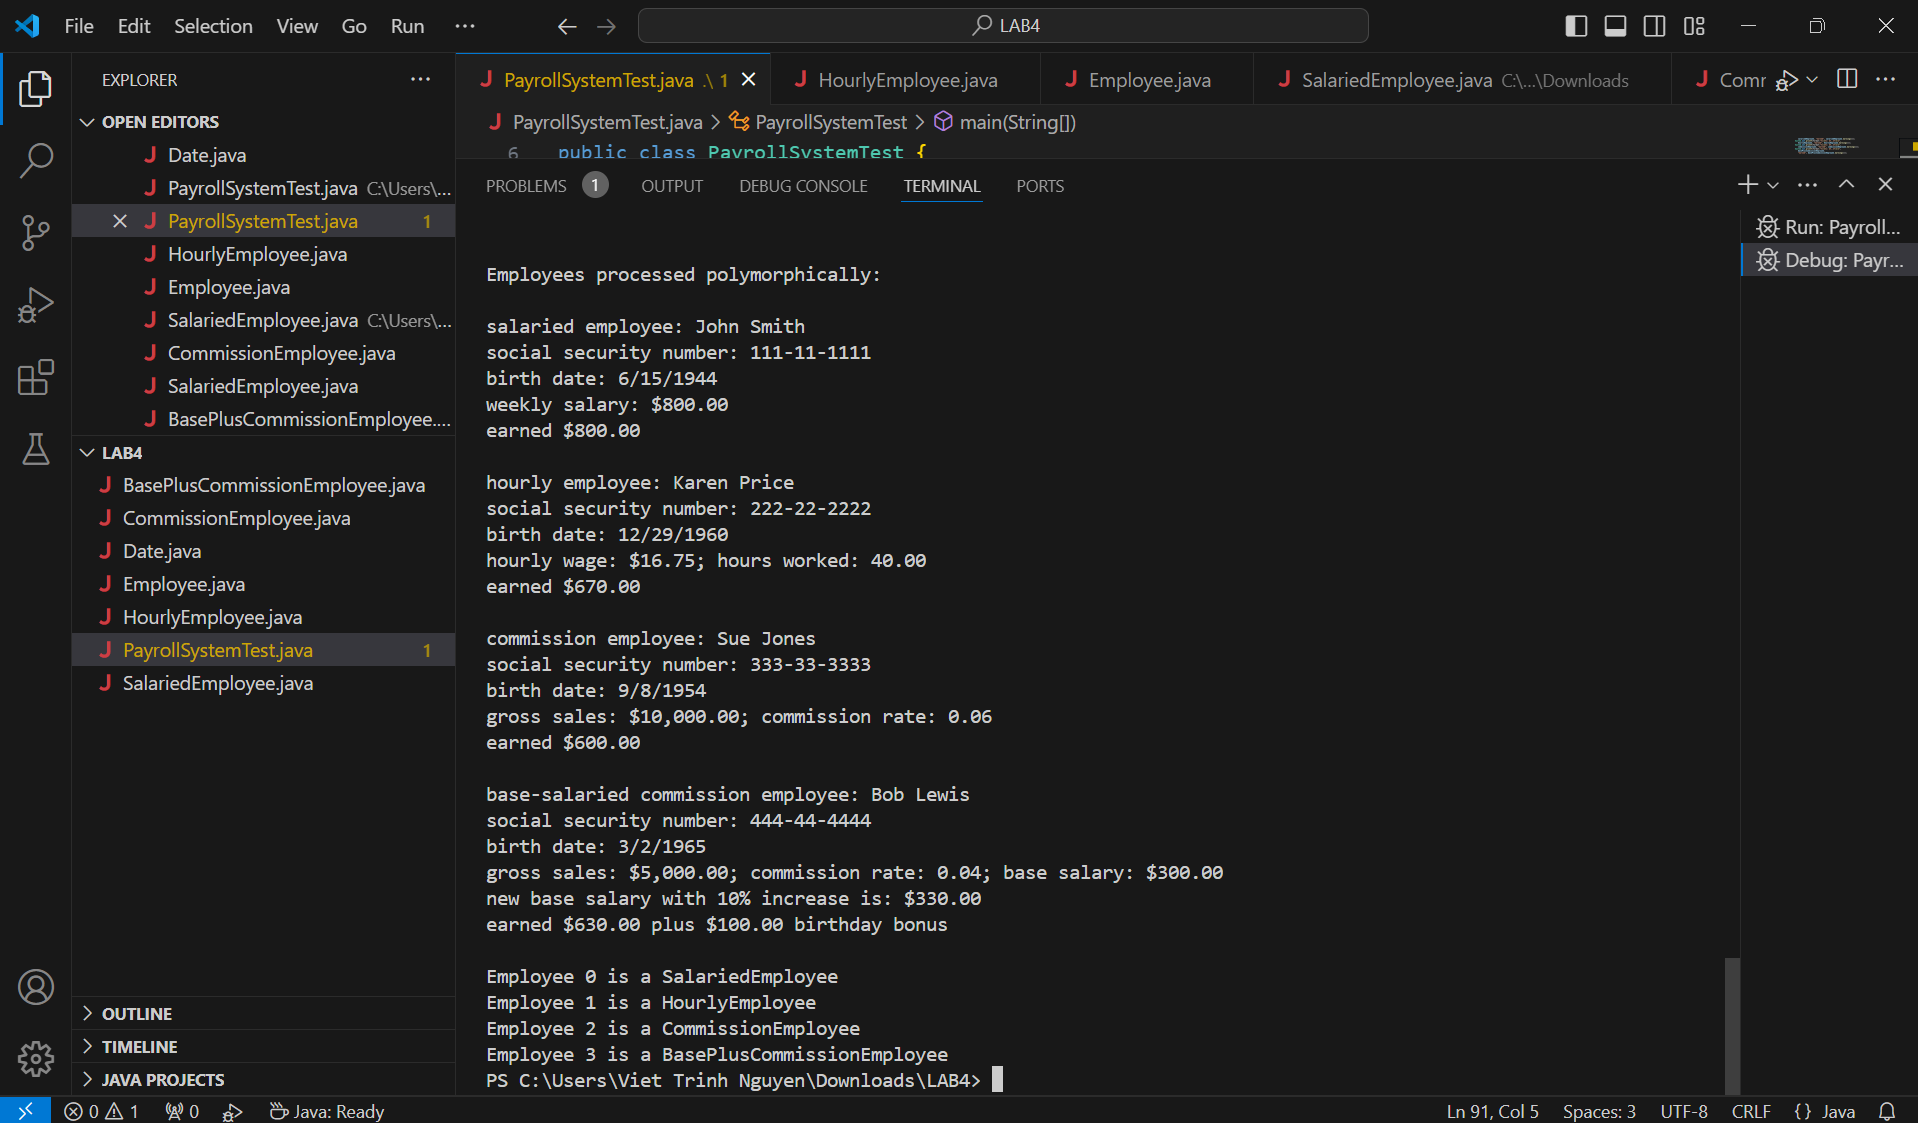 File Edit Selection View Go Run ··· LAB4
EXPLORER ···
OPEN EDITORS
Date.java
PayrollSystemTest.java C:\Users\...
PayrollSystemTest.java 1
HourlyEmployee.java
Employee.java
SalariedEmployee.java C:\Users\...
CommissionEmployee.java
SalariedEmployee.java
BasePlusCommissionEmployee....
LAB4
BasePlusCommissionEmployee.java
CommissionEmployee.java
Date.java
Employee.java
HourlyEmployee.java
PayrollSystemTest.java 1
SalariedEmployee.java
OUTLINE
TIMELINE
JAVA PROJECTS
PayrollSystemTest.java .\ 1 HourlyEmployee.java Employee.java SalariedEmployee.java C:\...\Downloads Comr ···
PayrollSystemTest.java > PayrollSystemTest > main(String[])
6 public class PayrollSystemTest {
PROBLEMS 1 OUTPUT DEBUG CONSOLE TERMINAL PORTS
Employees processed polymorphically:
salaried employee: John Smith
social security number: 111-11-1111
birth date: 6/15/1944
weekly salary: $800.00
earned $800.00
hourly employee: Karen Price
social security number: 222-22-2222
birth date: 12/29/1960
hourly wage: $16.75; hours worked: 40.00
earned $670.00
commission employee: Sue Jones
social security number: 333-33-3333
birth date: 9/8/1954
gross sales: $10,000.00; commission rate: 0.06
earned $600.00
base-salaried commission employee: Bob Lewis
social security number: 444-44-4444
birth date: 3/2/1965
gross sales: $5,000.00; commission rate: 0.04; base salary: $300.00
new base salary with 10% increase is: $330.00
earned $630.00 plus $100.00 birthday bonus
Employee 0 is a SalariedEmployee
Employee 1 is a HourlyEmployee
Employee 2 is a CommissionEmployee
Employee 3 is a BasePlusCommissionEmployee
PS C:\Users\Viet Trinh Nguyen\Downloads\LAB4>
Run: Payroll...
Debug: Payr...
0 1 0 Java: Ready Ln 91, Col 5 Spaces: 3 UTF-8 CRLF {} Java